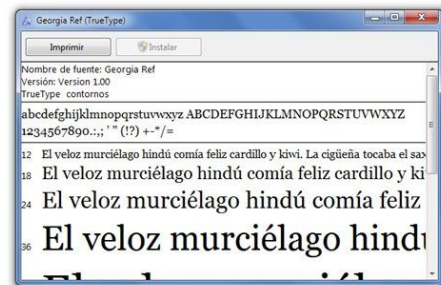 Georgia Ref (TrueType)
Imprimir Instalar
Nombre de fuente: Georgia Ref
Versión: Version 1.00
TrueType contornos
abcdefghijklmnopqrstuvwxyz ABCDEFGHIJKLMNOPQRSTUVWXYZ
1234567890.:,; ' " (!?) +-*/=
12 El veloz murciélago hindú comía feliz cardillo y kiwi. La cigüeña tocaba el sax
18 El veloz murciélago hindú comía feliz cardillo y ki
24 El veloz murciélago hindú comía feliz
36 El veloz murciélago hind